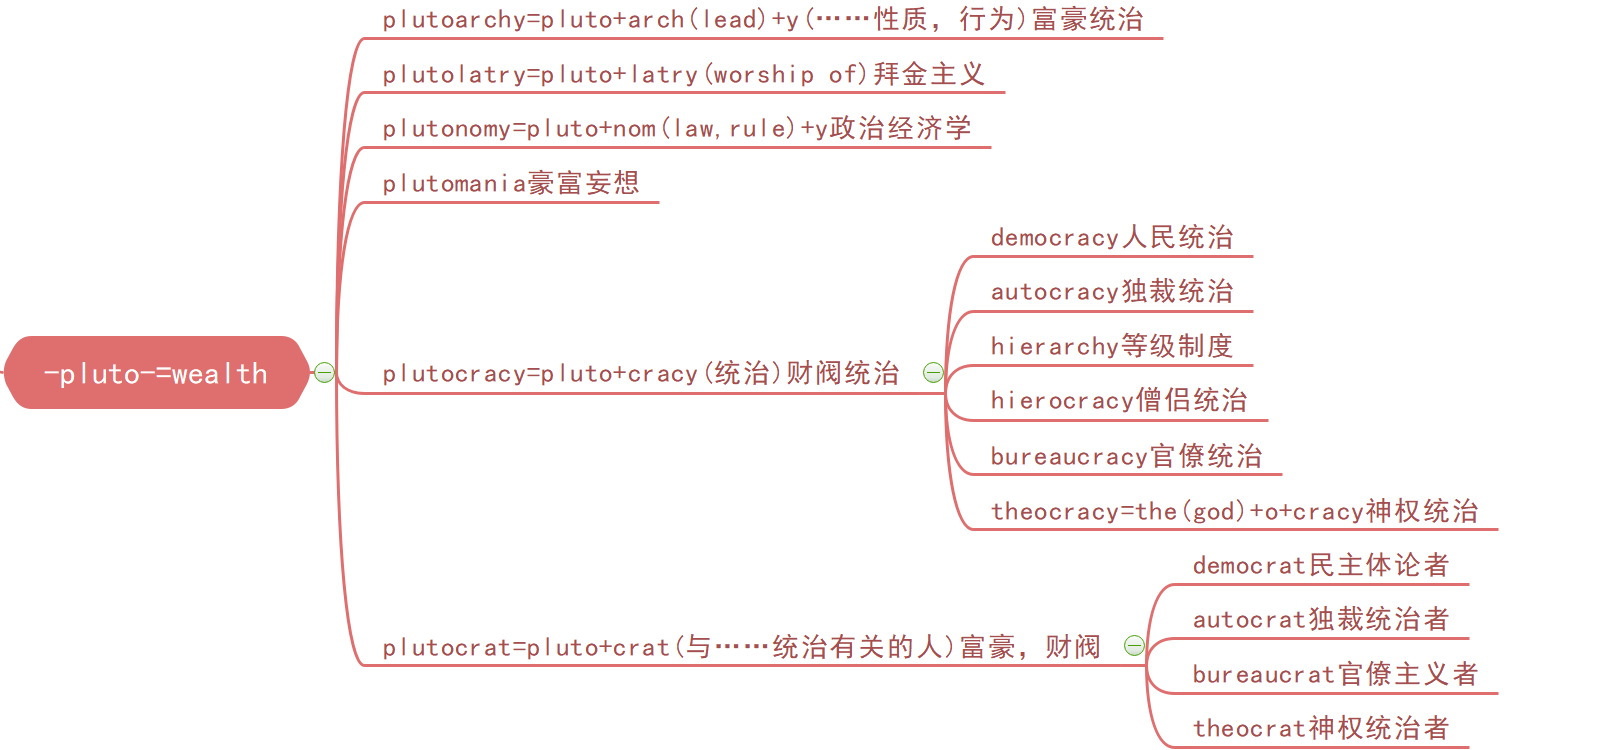 plutoarchy=pluto+arch(lead)+y(……性质，行为)富豪统治
plutolatry=pluto+latry(worship of)拜金主义
plutonomy=pluto+nom(law,rule)+y政治经济学
plutomania豪富妄想
-pluto-=wealth
plutocracy=pluto+cracy(统治)财阀统治
democracy人民统治
autocracy独裁统治
hierarchy等级制度
hierocracy僧侣统治
bureaucracy官僚统治
theocracy=the(god)+o+cracy神权统治
plutocrat=pluto+crat(与……统治有关的人)富豪，财阀
democrat民主体论者
autocrat独裁统治者
bureaucrat官僚主义者
theocrat神权统治者